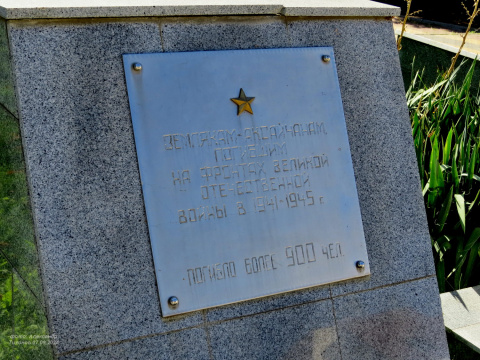 ЗЕМЛЯКАМ-АКСАЙЧАНАМ,
ПОГИБШИМ
НА ФРОНТАХ ВЕЛИКОЙ
ОТЕЧЕСТВЕННОЙ
ВОЙНЫ В 1941-1945 г.
ПОГИБЛО БОЛЕЕ 900 ЧЕЛ.